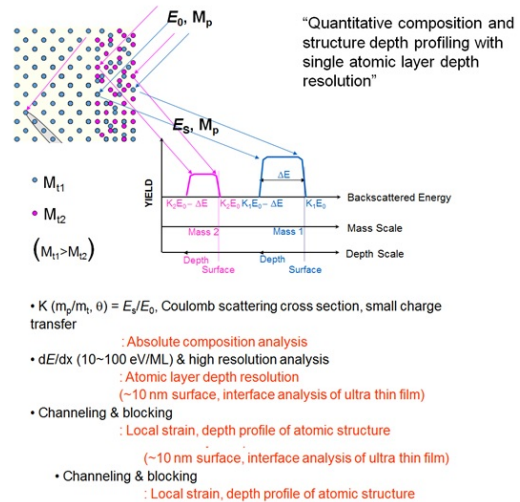 E₀, Mₚ
“Quantitative composition and
structure depth profiling with
single atomic layer depth
resolution”
Eₛ, Mₚ
YIELD
ΔE
K₂E₀ – ΔE K₂E₀ K₁E₀ – ΔE K₁E₀ Backscattered Energy
Mass 2 Mass 1 Mass Scale
Depth Depth Depth Scale
Surface Surface
Mt1
Mt2
(Mt1>Mt2)
• K (mₚ/mₜ, θ) = Eₛ/E₀, Coulomb scattering cross section, small charge
transfer
: Absolute composition analysis
• dE/dx (10~100 eV/ML) & high resolution analysis
: Atomic layer depth resolution
(~10 nm surface, interface analysis of ultra thin film)
• Channeling & blocking
: Local strain, depth profile of atomic structure
(~10 nm surface, interface analysis of ultra thin film)
• Channeling & blocking
: Local strain, depth profile of atomic structure